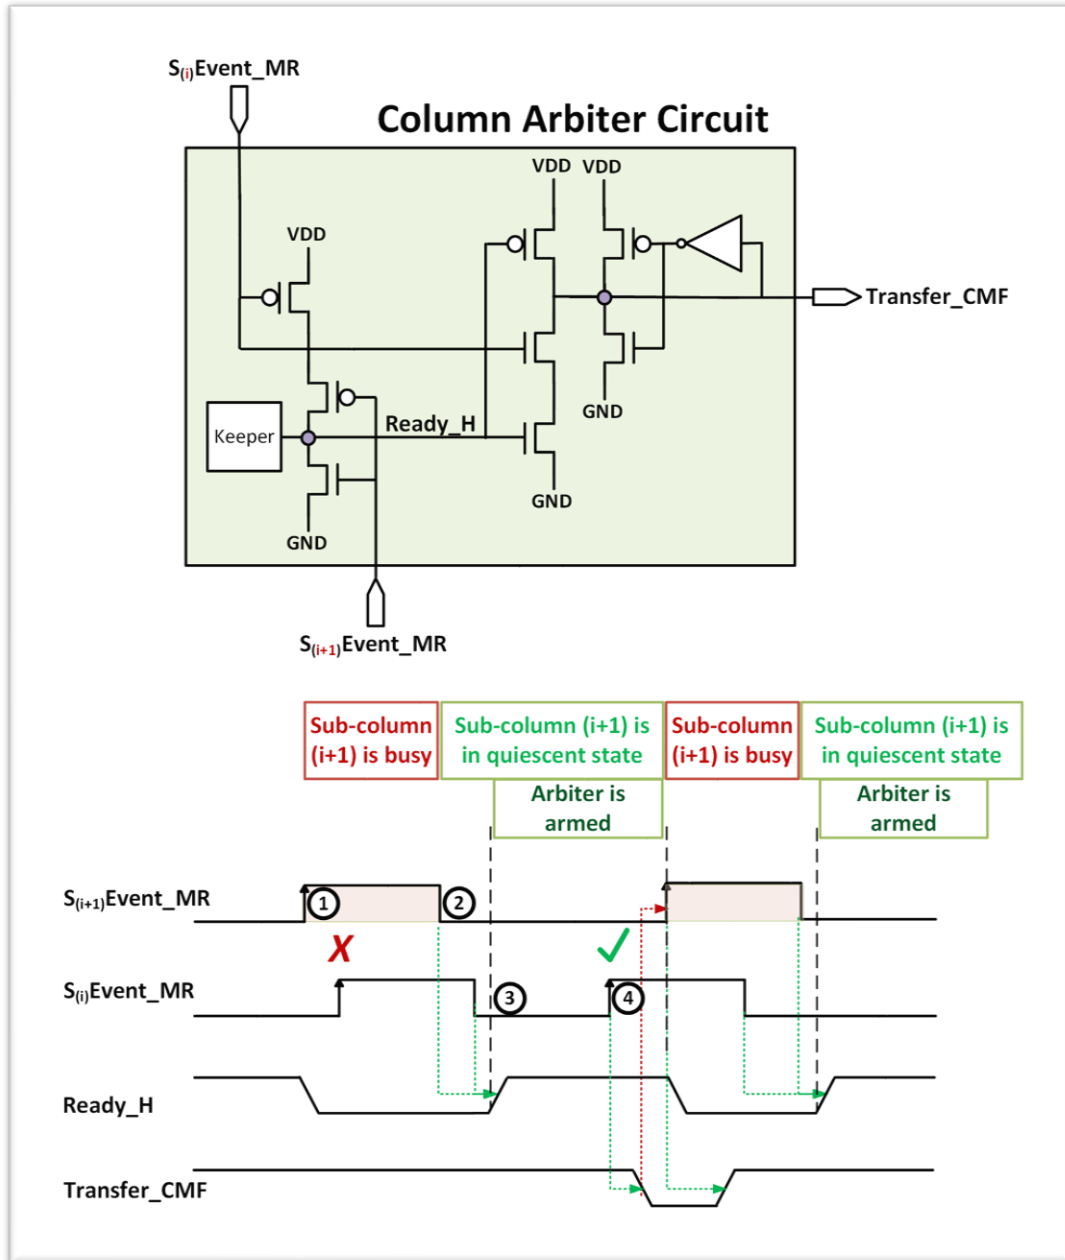 S(i)Event_MR
Column Arbiter Circuit
VDD VDD
VDD
Transfer_CMF
GND
Ready_H
Keeper
GND
GND
S(i+1)Event_MR
Sub-column
(i+1) is busy
Sub-column (i+1) is
in quiescent state
Sub-column
(i+1) is busy
Sub-column (i+1) is
in quiescent state
Arbiter is
armed
Arbiter is
armed
S(i+1)Event_MR
1
2
X
S(i)Event_MR
3
4
Ready_H
Transfer_CMF